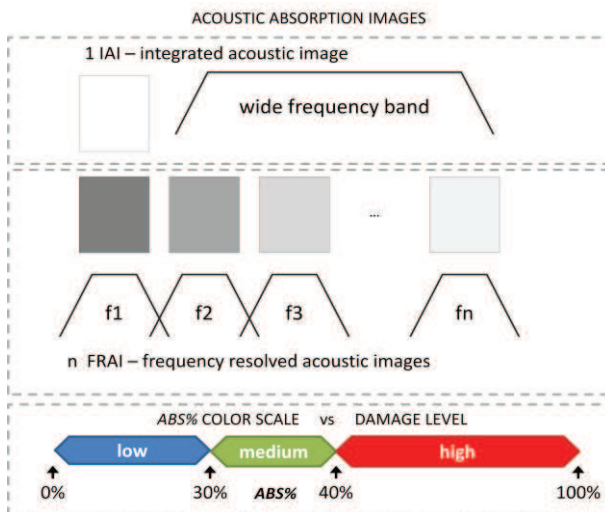 ACOUSTIC ABSORPTION IMAGES
1 IAI – integrated acoustic image
wide frequency band
...
f1 f2 f3 fn
n FRAI – frequency resolved acoustic images
ABS% COLOR SCALE vs DAMAGE LEVEL
low medium high
0% 30% ABS% 40% 100%